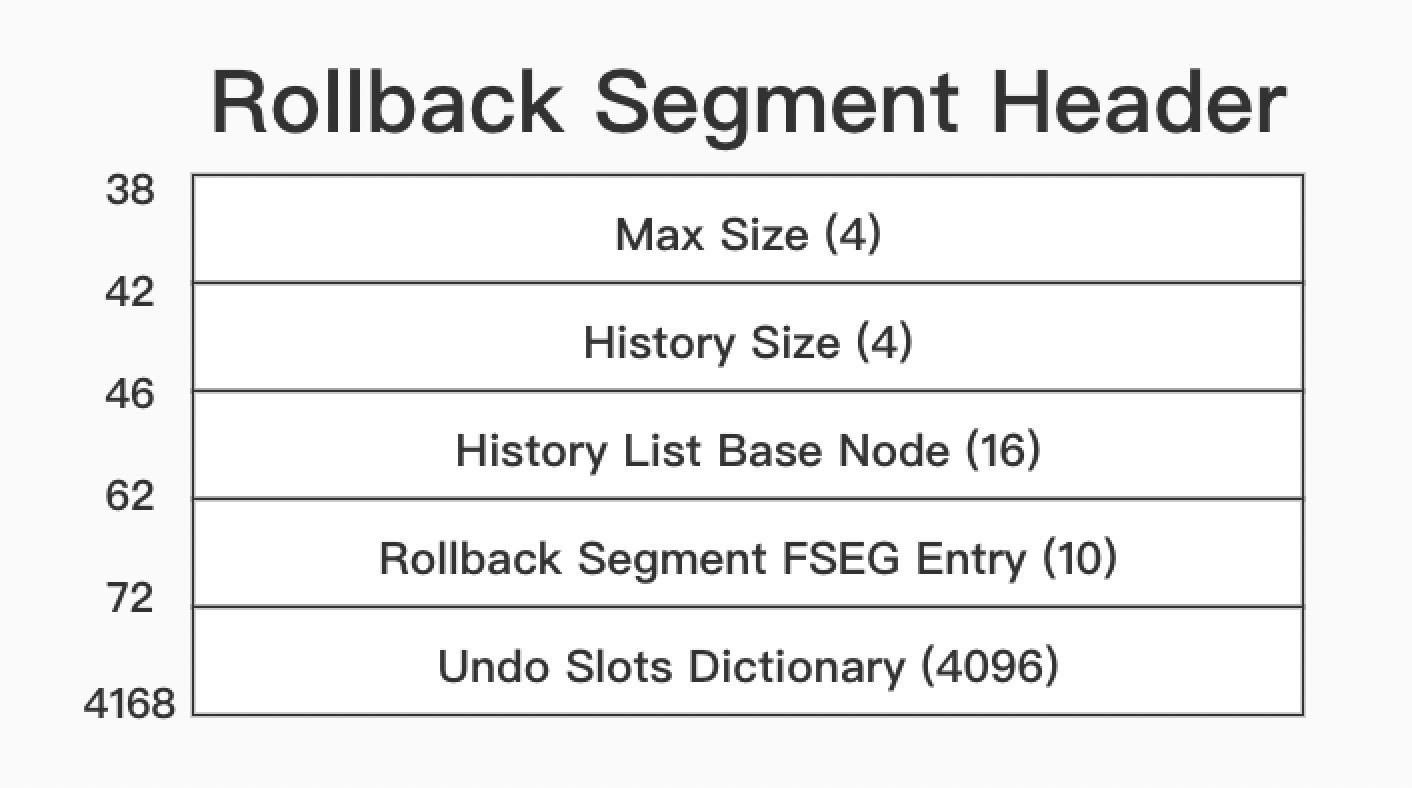 Rollback Segment Header
38
Max Size (4)
42
History Size (4)
46
History List Base Node (16)
62
Rollback Segment FSEG Entry (10)
72
Undo Slots Dictionary (4096)
4168